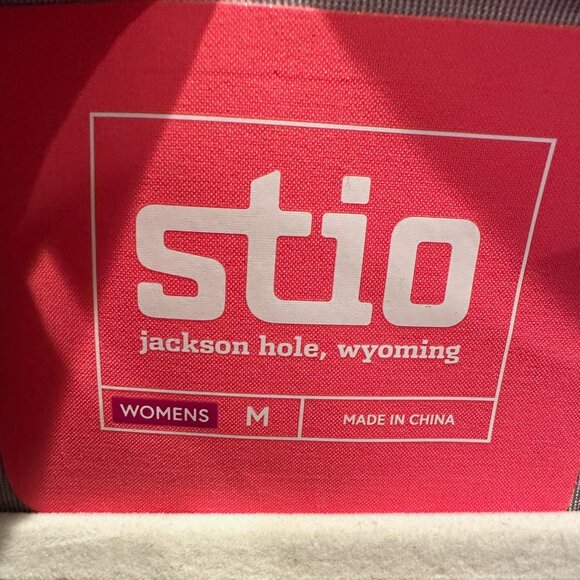 stio
jackson hole, wyoming
WOMENS M MADE IN CHINA